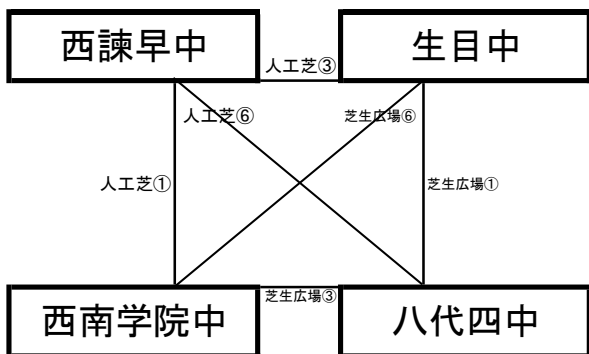 西諫早中
生目中
人工芝③
人工芝⑥
芝生広場⑥
人工芝①
芝生広場①
西南学院中
芝生広場③
八代四中